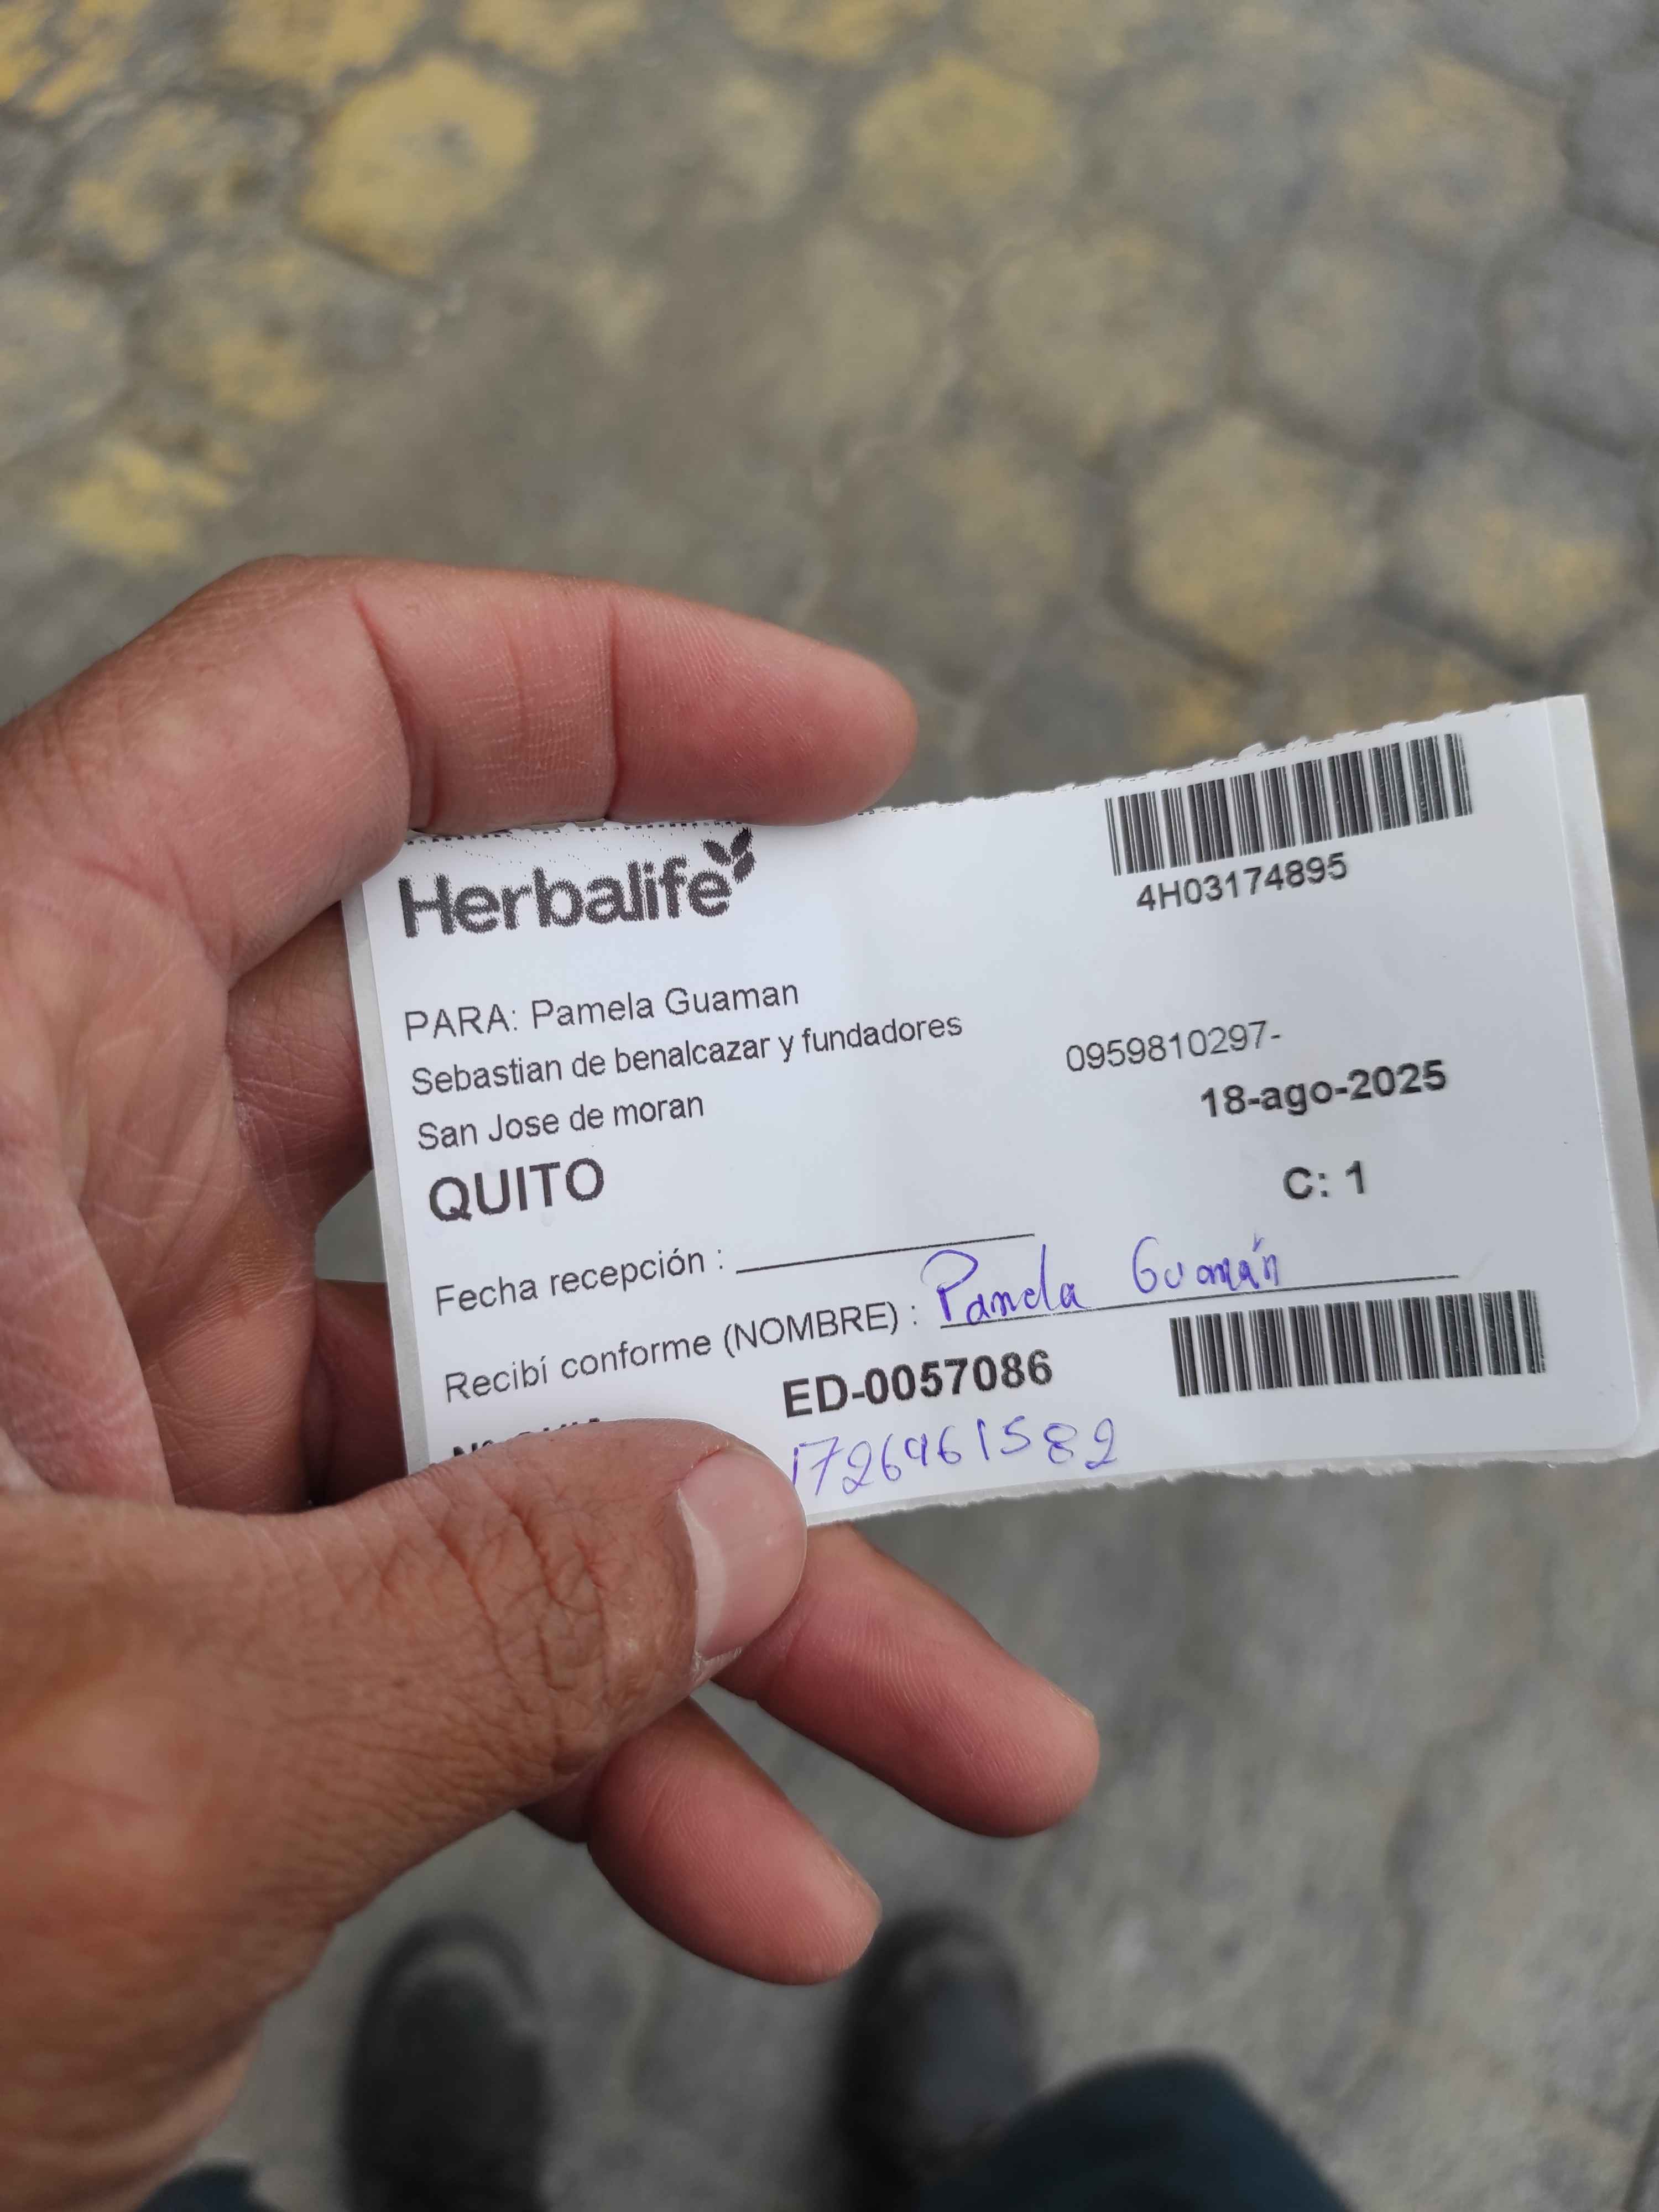 Herbalife
4H03174895
PARA: Pamela Guaman
Sebastian de benalcazar y fundadores
0959810297-
San Jose de moran
18-ago-2025
QUITO
C: 1
Fecha recepción :
Recibí conforme (NOMBRE) : Pamela Guamán
ED-0057086